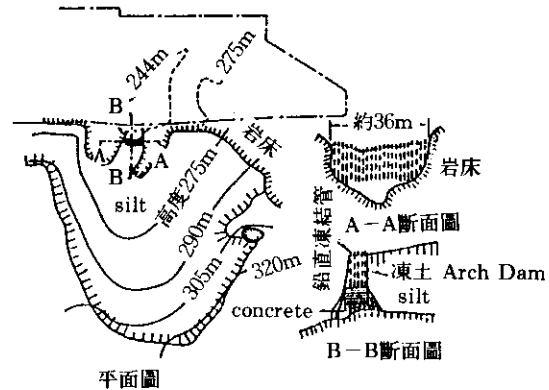 244m
275m
B
A
A
B
岩床
silt
高度275m
290m
305m
320m
平面圖
約36m
岩床
A-A斷面圖
鉛直凍結管
凍土 Arch Dam
silt
concrete
B-B斷面圖